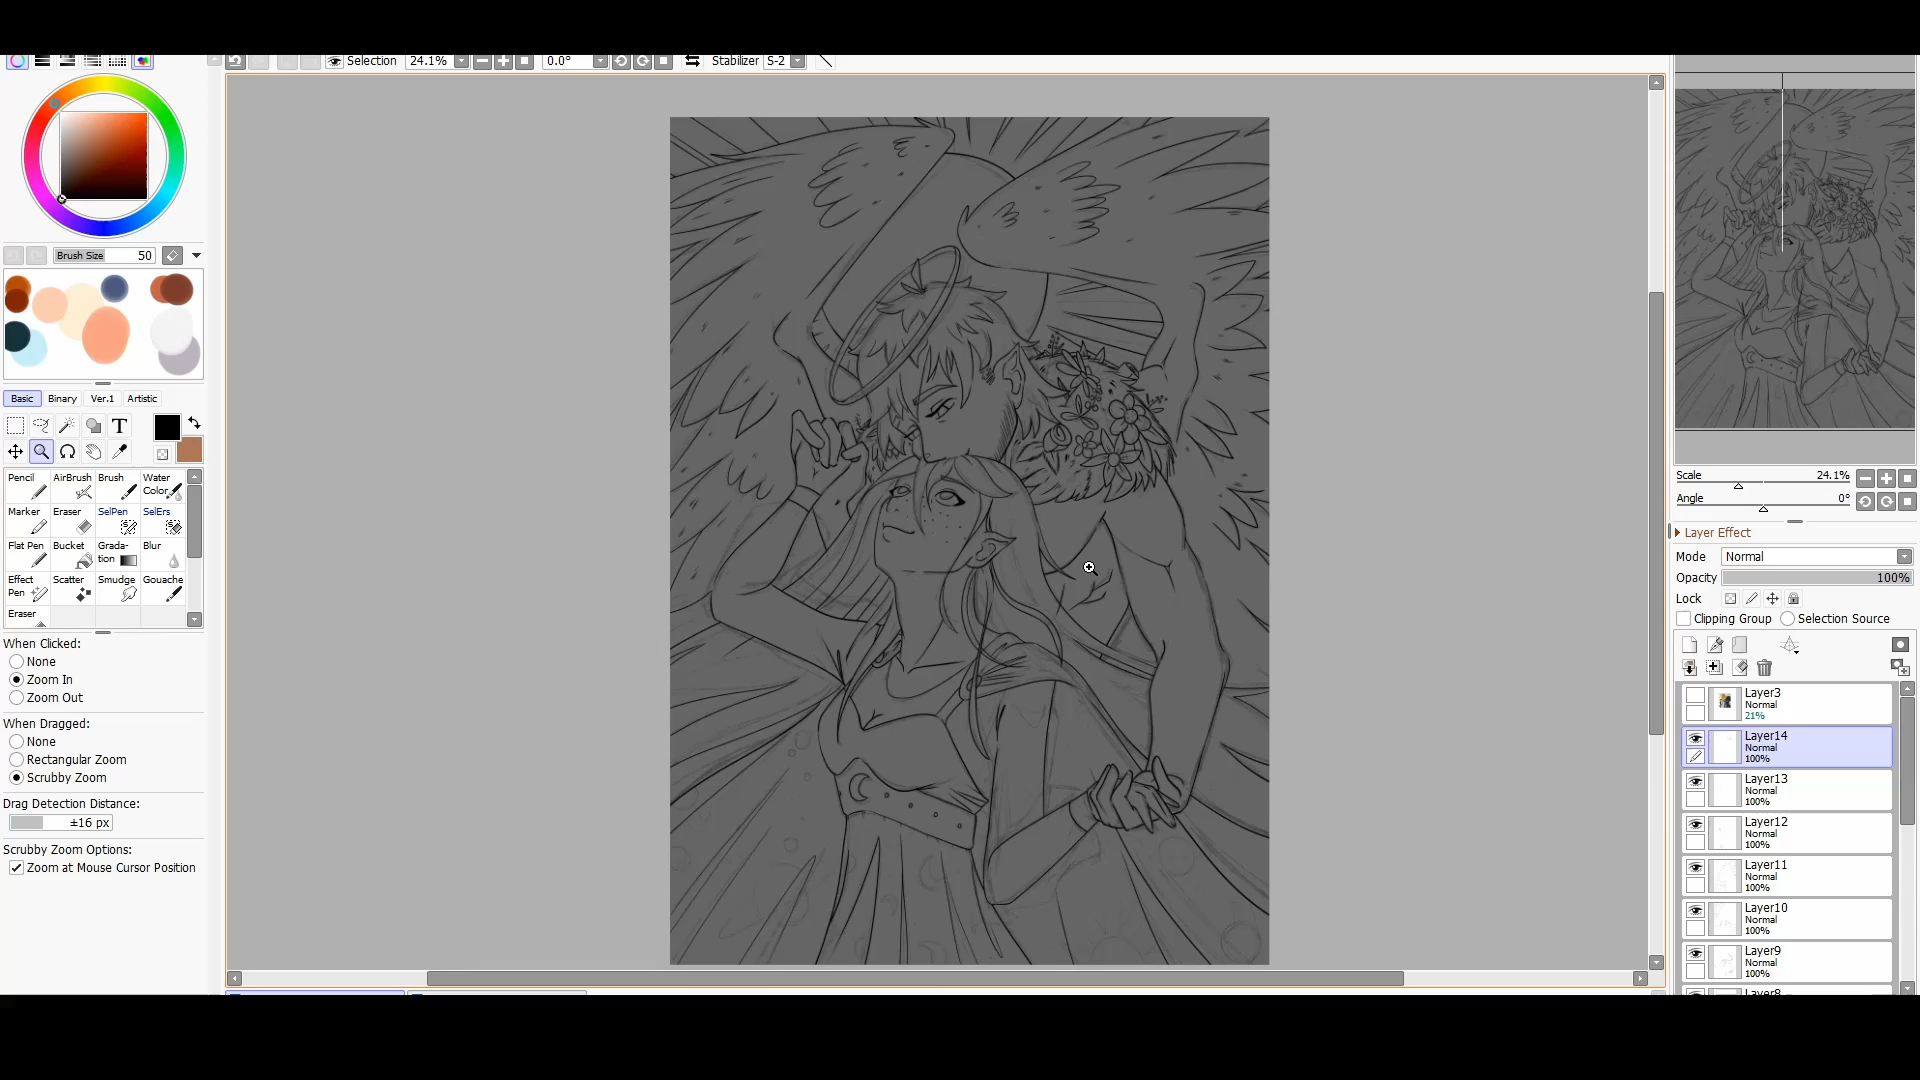 Selection 24.1% 0.0° Stabilizer S-2
Brush Size 50
Basic Binary Ver.1 Artistic
T
Pencil AirBrush Brush Water Color
Marker Eraser SelPen SelErs
Flat Pen Bucket Grada- tion Blur
Effect Pen Scatter Smudge Gouache
Eraser
When Clicked:
None
Zoom In
Zoom Out
When Dragged:
None
Rectangular Zoom
Scrubby Zoom
Drag Detection Distance:
±16 px
Scrubby Zoom Options:
Zoom at Mouse Cursor Position
Scale 24.1%
Angle 0°
Layer Effect
Mode Normal
Opacity 100%
Lock
Clipping Group Selection Source
Layer3
Normal
21%
Layer14
Normal
100%
Layer13
Normal
100%
Layer12
Normal
100%
Layer11
Normal
100%
Layer10
Normal
100%
Layer9
Normal
100%
Layer8